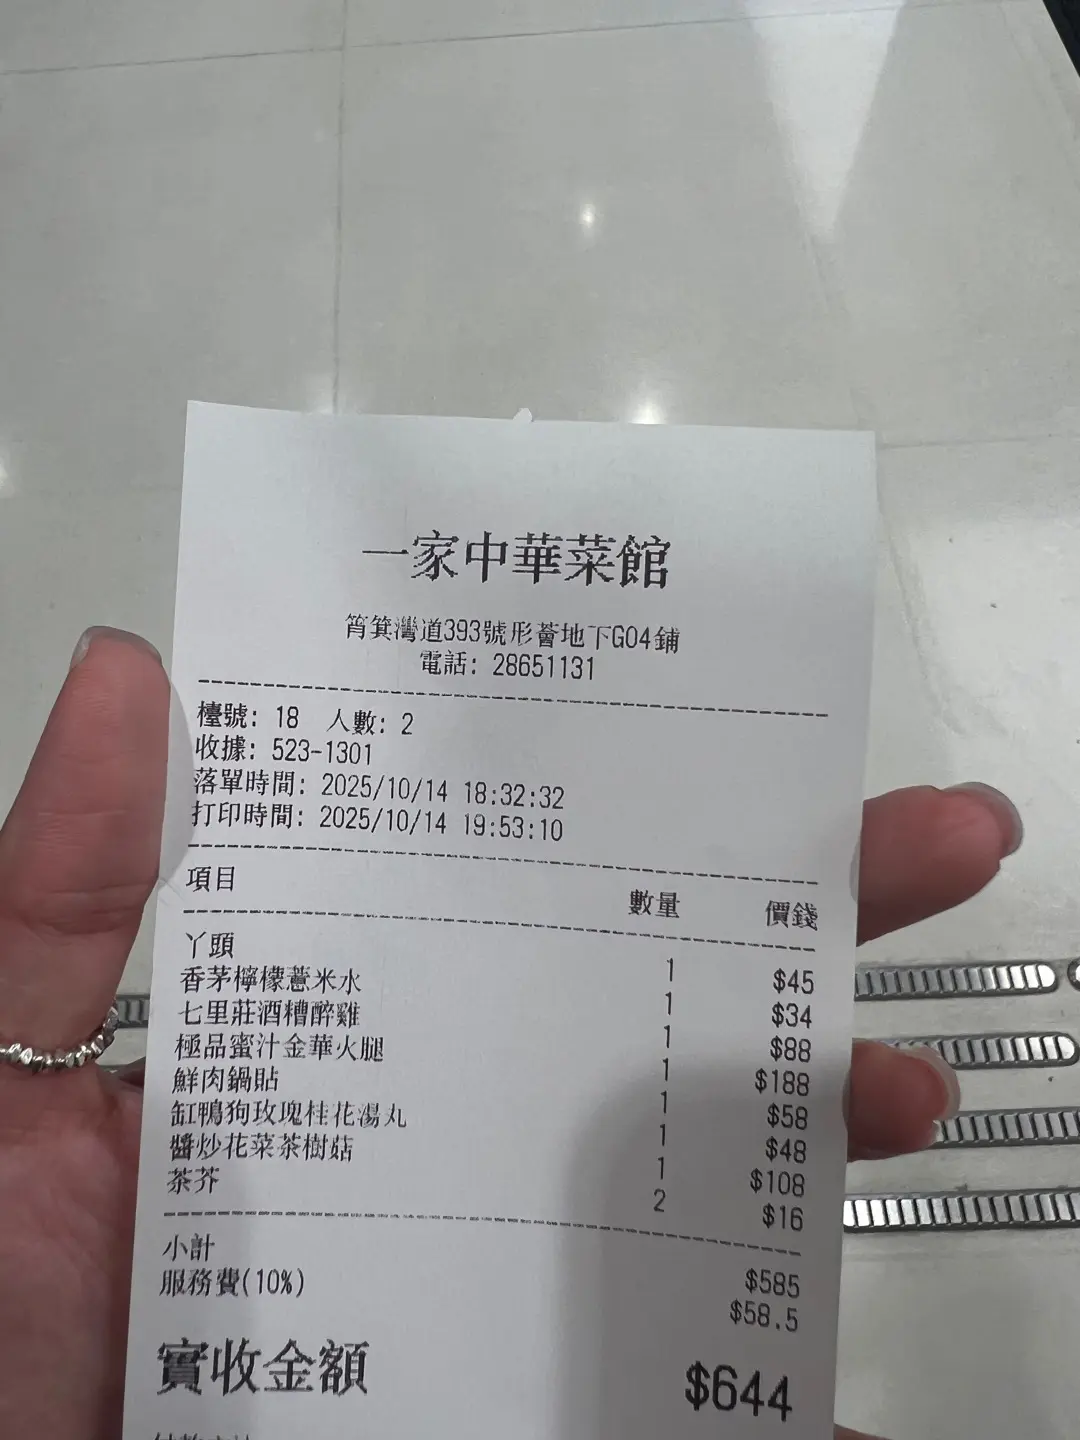 一家中華菜館
筲箕灣道393號形薈地下G04鋪
電話: 28651131
檯號: 18 人數: 2
收據: 523-1301
落單時間: 2025/10/14 18:32:32
打印時間: 2025/10/14 19:53:10
項目 數量 價錢
丫頭 1 $45
香茅檸檬薏米水 1 $34
七里莊酒糟醉雞 1 $88
極品蜜汁金華火腿 1 $188
鮮肉鍋貼 1 $58
缸鴨狗玫瑰桂花湯丸 1 $48
醬炒花菜茶樹菇 1 $108
茶芥 2 $16
小計 $585
服務費(10%) $58.5
實收金額 $644